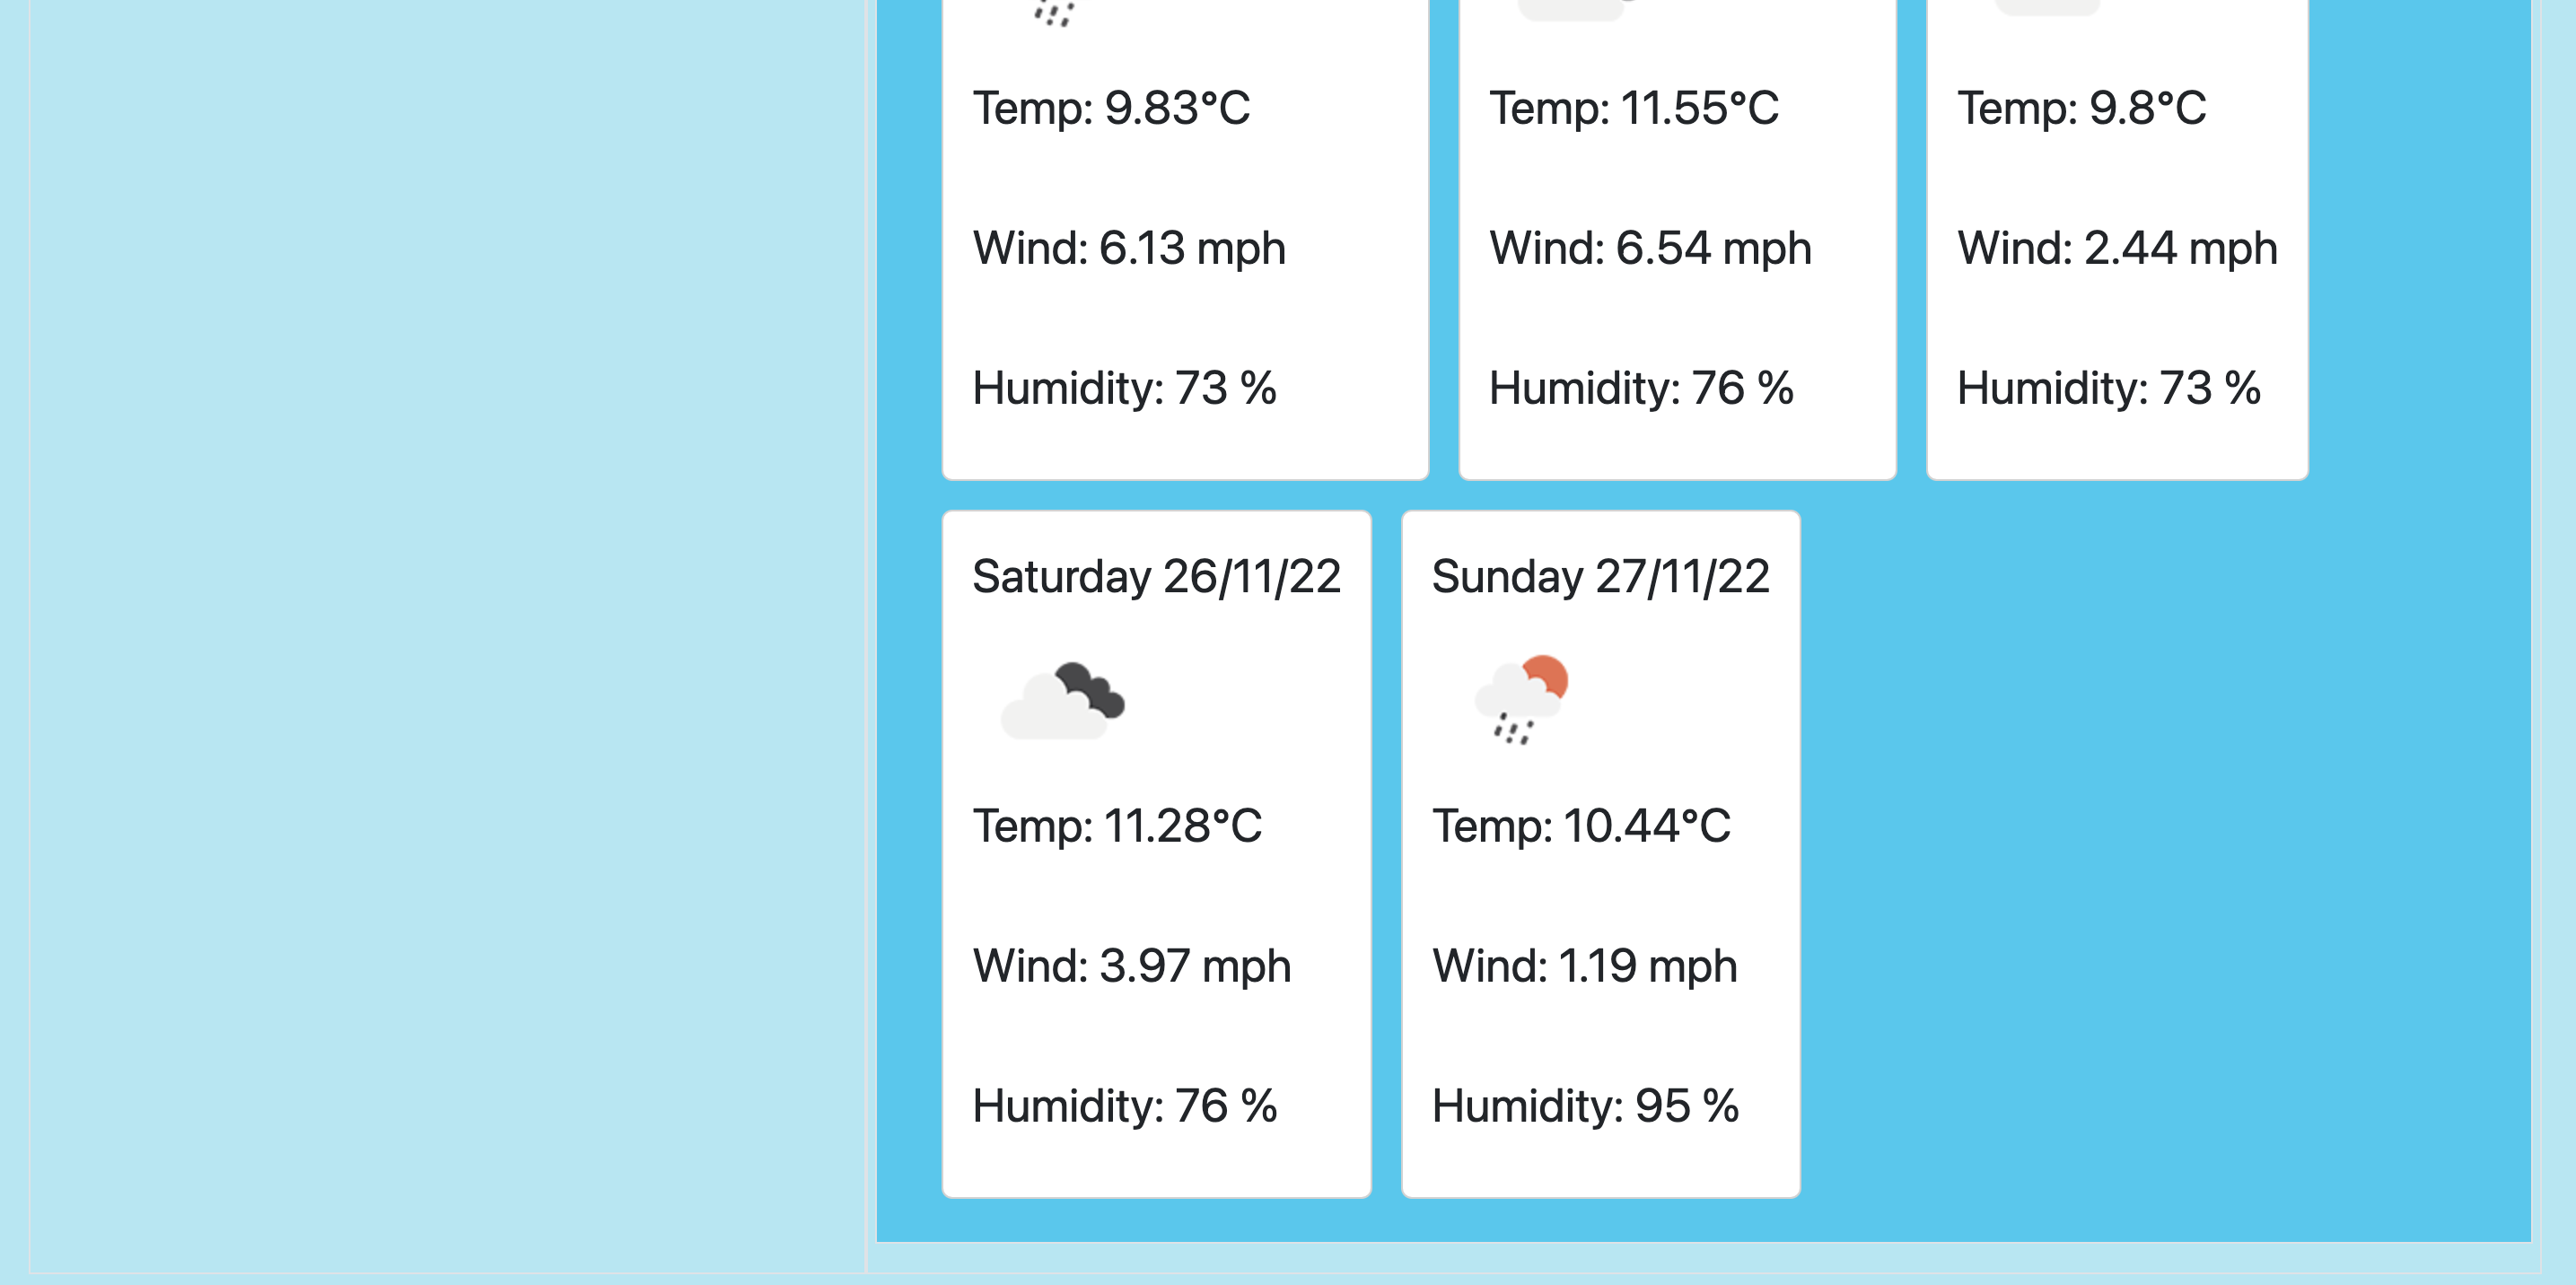 Temp: 9.83°C
Wind: 6.13 mph
Humidity: 73 %
Temp: 11.55°C
Wind: 6.54 mph
Humidity: 76 %
Temp: 9.8°C
Wind: 2.44 mph
Humidity: 73 %
Saturday 26/11/22
Temp: 11.28°C
Wind: 3.97 mph
Humidity: 76 %
Sunday 27/11/22
Temp: 10.44°C
Wind: 1.19 mph
Humidity: 95 %